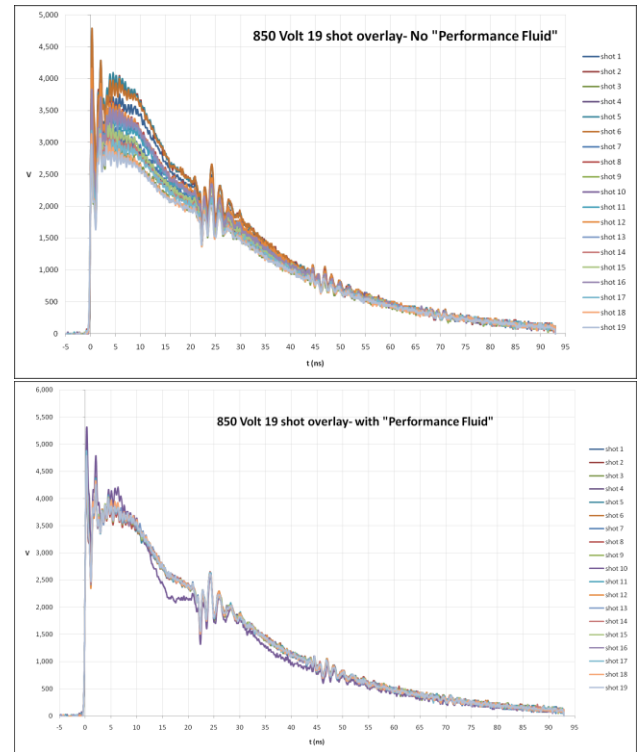 850 Volt 19 shot overlay- No "Performance Fluid"
5,000
4,500
4,000
3,500
3,000
2,500
2,000
1,500
1,000
500
0
V
-5 0 5 10 15 20 25 30 35 40 45 50 55 60 65 70 75 80 85 90 95
t (ns)
shot 1
shot 2
shot 3
shot 4
shot 5
shot 6
shot 7
shot 8
shot 9
shot 10
shot 11
shot 12
shot 13
shot 14
shot 15
shot 16
shot 17
shot 18
shot 19
850 Volt 19 shot overlay- with "Performance Fluid"
6,000
5,500
5,000
4,500
4,000
3,500
3,000
2,500
2,000
1,500
1,000
500
0
V
-5 0 5 10 15 20 25 30 35 40 45 50 55 60 65 70 75 80 85 90 95
t (ns)
shot 1
shot 2
shot 3
shot 4
shot 5
shot 6
shot 7
shot 8
shot 9
shot 10
shot 11
shot 12
shot 13
shot 14
shot 15
shot 16
shot 17
shot 18
shot 19